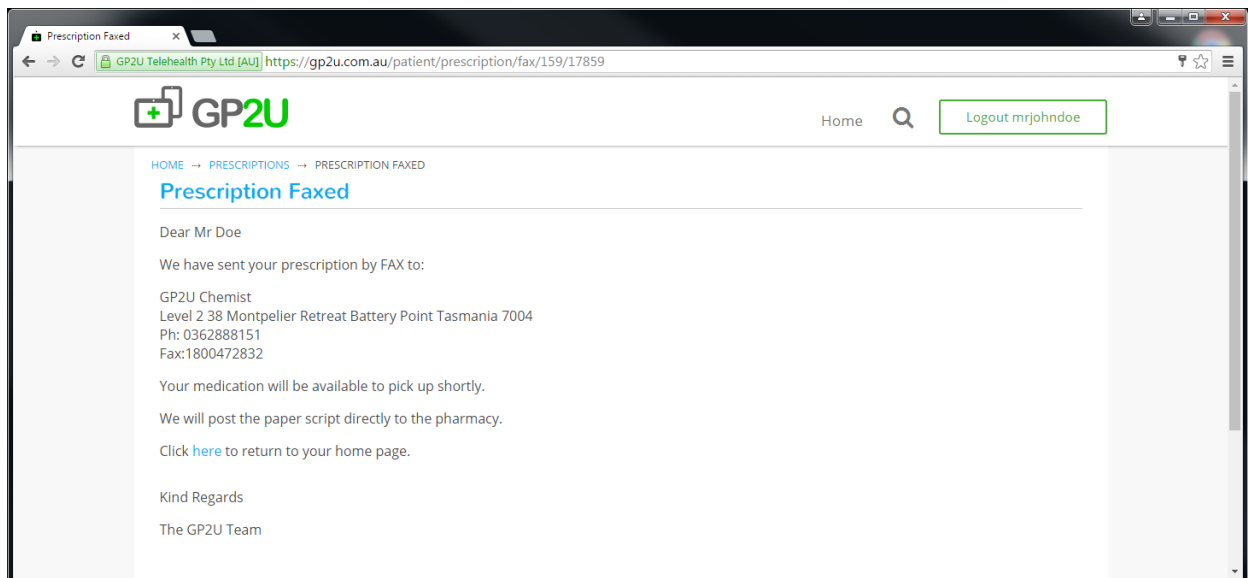 Prescription Faxed
GP2U Telehealth Pty Ltd [AU] https://gp2u.com.au/patient/prescription/fax/159/17859
GP2U
Home
Logout mrjohndoe
HOME → PRESCRIPTIONS → PRESCRIPTION FAXED
Prescription Faxed
Dear Mr Doe
We have sent your prescription by FAX to:
GP2U Chemist
Level 2 38 Montpelier Retreat Battery Point Tasmania 7004
Ph: 0362888151
Fax:1800472832
Your medication will be available to pick up shortly.
We will post the paper script directly to the pharmacy.
Click here to return to your home page.
Kind Regards
The GP2U Team